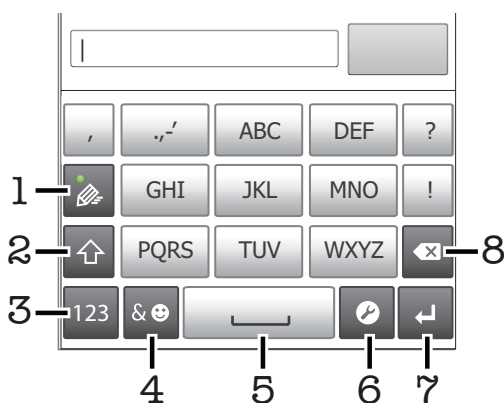 , .,-′ ABC DEF ?
1 GHI JKL MNO !
2 PQRS TUV WXYZ 8
3 123 &
4 5 6 7